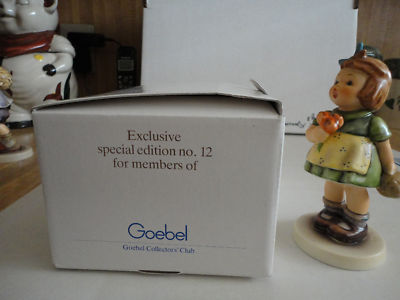 Exclusive
special edition no. 12
for members of
Goebel
Goebel Collectors' Club